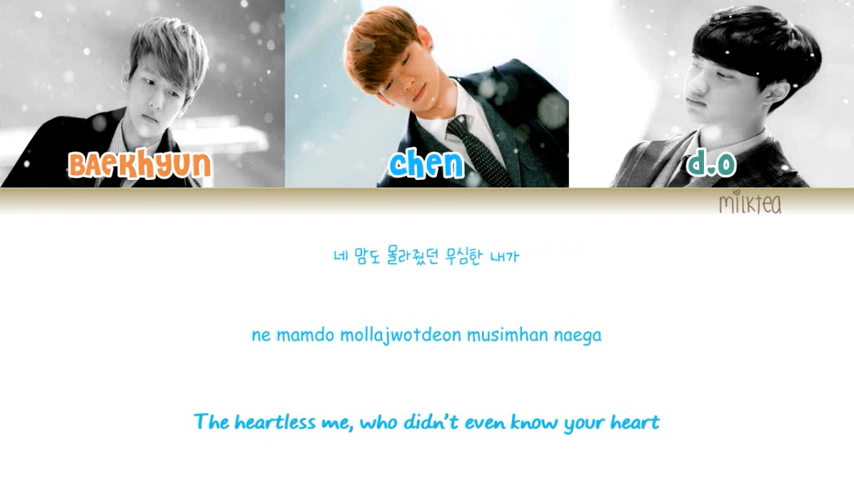 BAEKHYUN
CHEN
D.O
milktea
네 맘도 몰라줬던 무심한 내가
ne mamdo mollajwotdeon musimhan naega
The heartless me, who didn't even know your heart